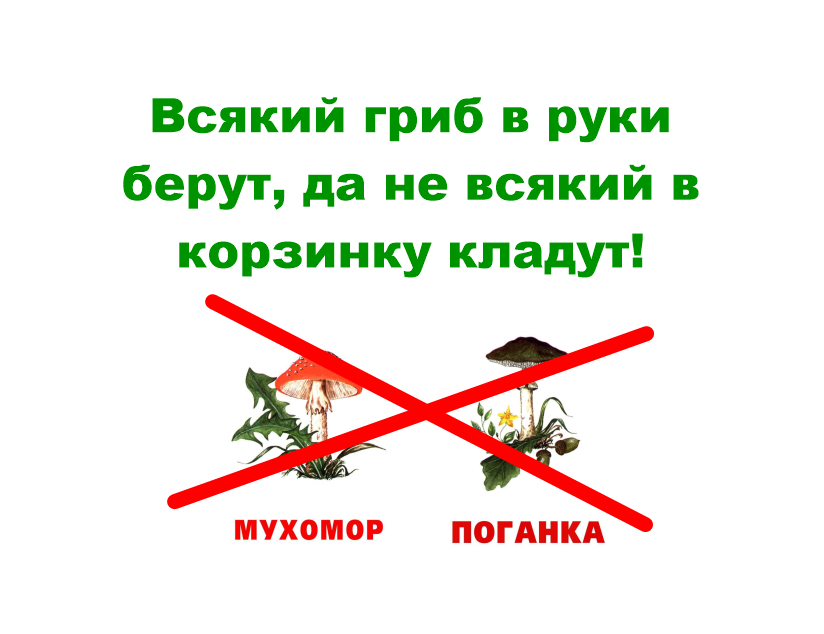 Всякий гриб в руки
берут, да не всякий в
корзинку кладут!
МУХОМОР
ПОГАНКА